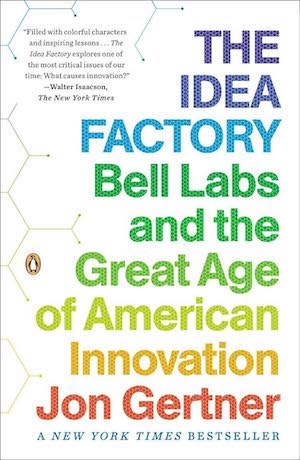 "Filled with colorful characters
and inspiring lessons . . . The
Idea Factory explores one of
the most critical issues of our
time: What causes innovation?"
—Walter Isaacson,
The New York Times
THE
IDEA
FACTORY
Bell Labs
and the
Great Age
of American
Innovation
Jon Gertner
A NEW YORK TIMES BESTSELLER